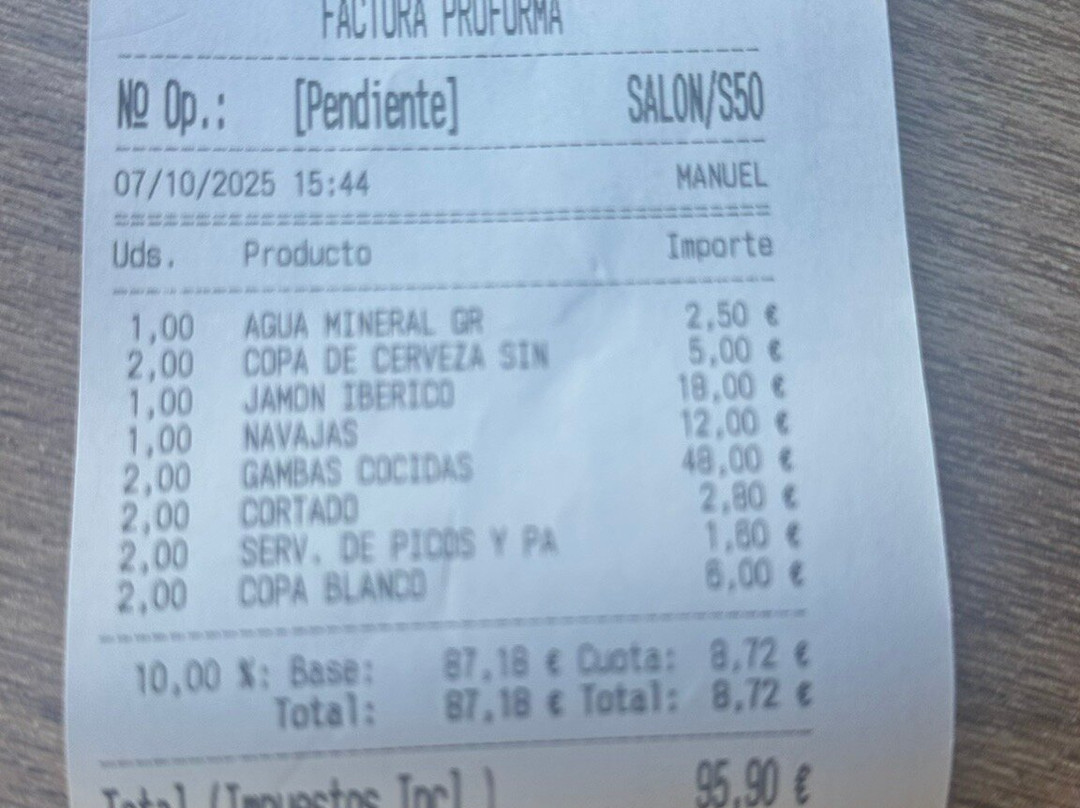 FACTURA PROFORMA
Nº Op.: [Pendiente] SALON/S50
07/10/2025 15:44 MANUEL
Uds. Producto Importe
1,00 AGUA MINERAL GR 2,50 €
2,00 COPA DE CERVEZA SIN 5,00 €
1,00 JAMON IBERICO 18,00 €
1,00 NAVAJAS 12,00 €
2,00 GAMBAS COCIDAS 48,00 €
2,00 CORTADO 2,80 €
2,00 SERV. DE PICOS Y PA 1,60 €
2,00 COPA BLANCO 6,00 €
10,00 %: Base: 87,18 € Cuota: 8,72 €
Total: 87,18 € Total: 8,72 €
Total (Impuestos Incl.) 95,90 €